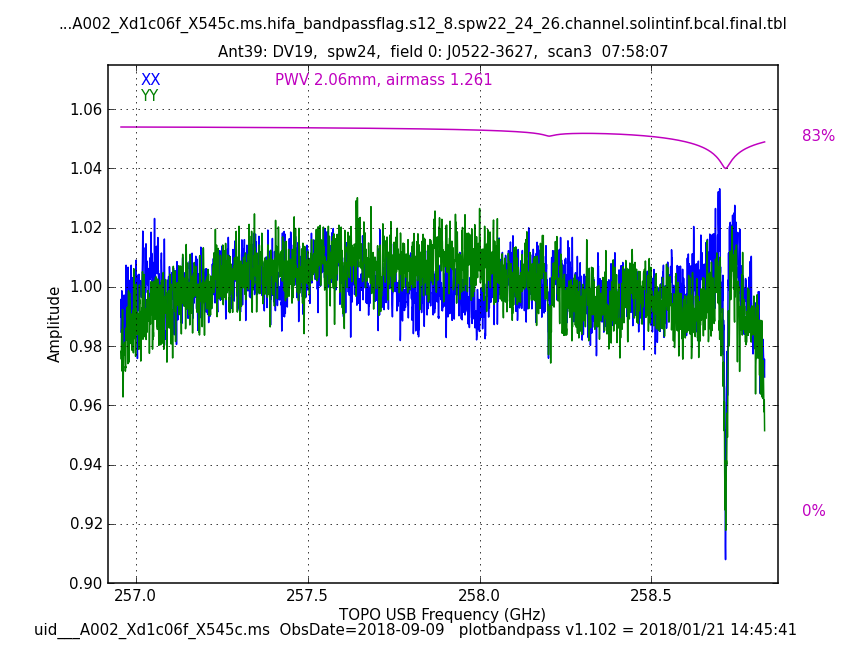 ...A002_Xd1c06f_X545c.ms.hifa_bandpassflag.s12_8.spw22_24_26.channel.solintinf.bcal.final.tbl
Ant39: DV19,  spw24,  field 0: J0522-3627,  scan3  07:58:07
XX
PWV 2.06mm, airmass 1.261
YY
1.06
83%
1.04
1.02
1.00
Amplitude
0.98
0.96
0.94
0.92
0%
0.90
257.0
257.5
258.0
258.5
TOPO USB Frequency (GHz)
uid___A002_Xd1c06f_X545c.ms  ObsDate=2018-09-09   plotbandpass v1.102 = 2018/01/21 14:45:41